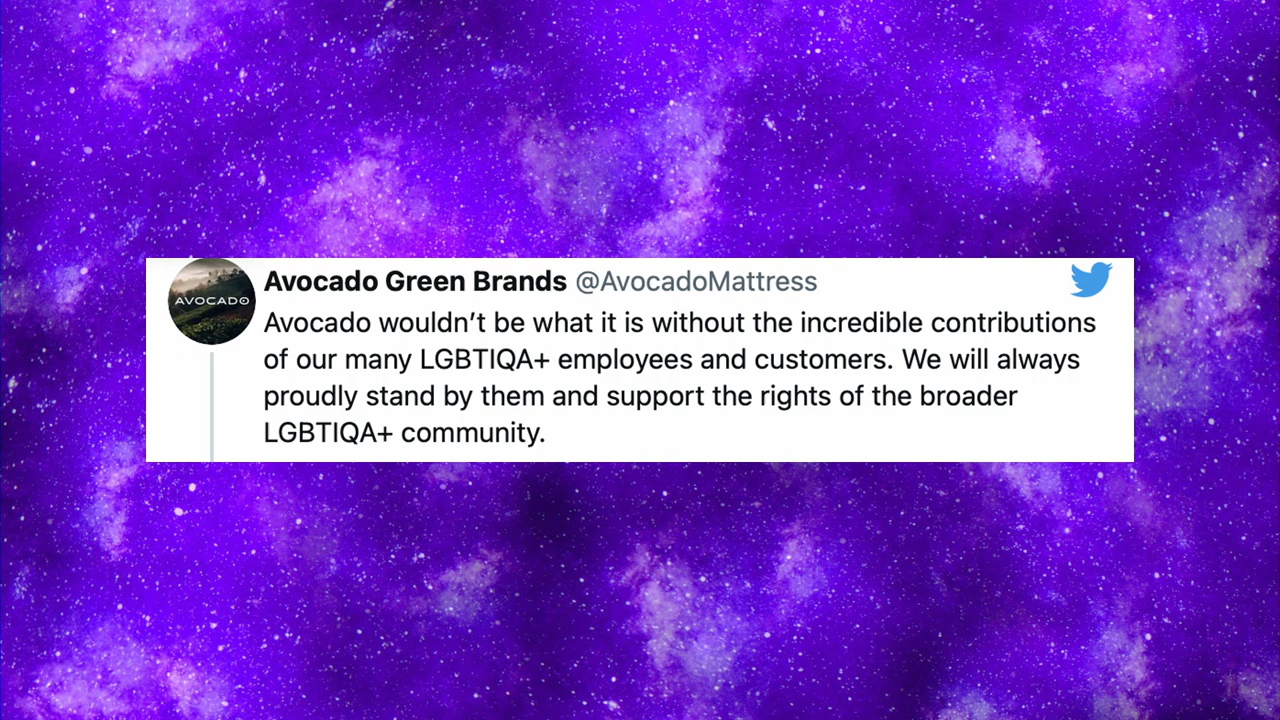 AVOCADO
Avocado Green Brands @AvocadoMattress
Avocado wouldn’t be what it is without the incredible contributions
of our many LGBTIQA+ employees and customers. We will always
proudly stand by them and support the rights of the broader
LGBTIQA+ community.